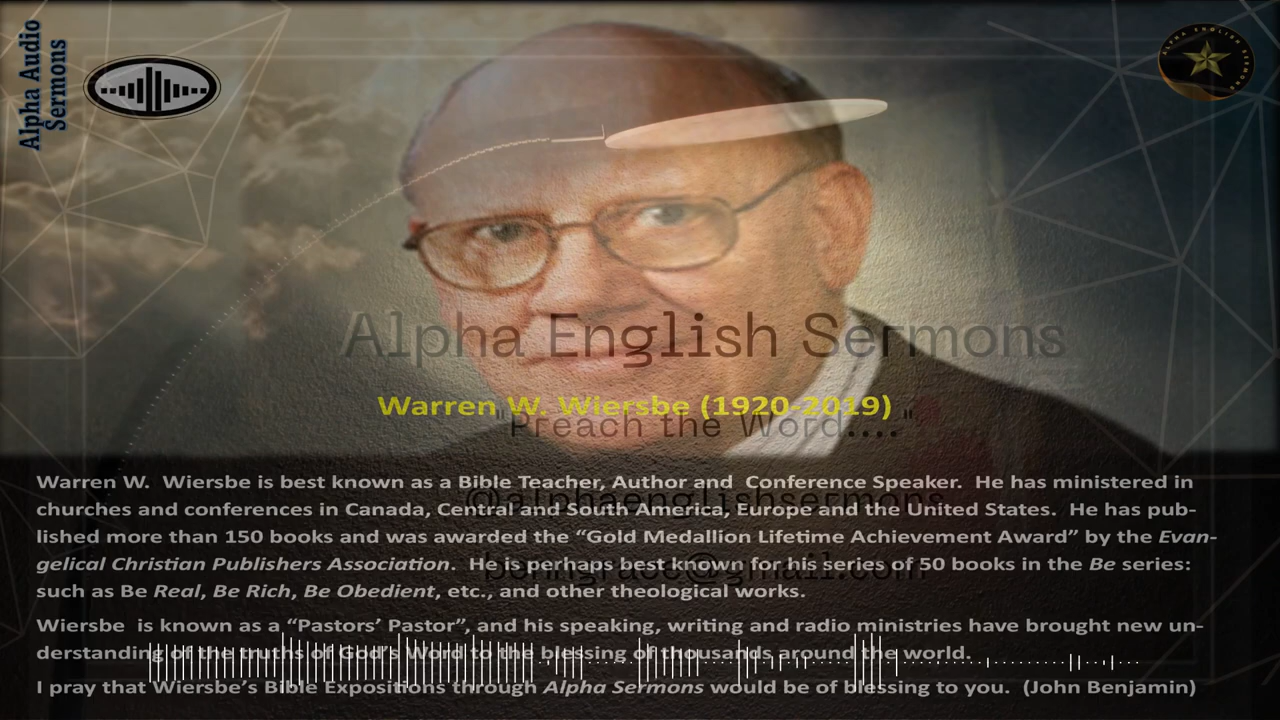 Alpha Audio
Sermons
ALPHA ENGLISH SERMONS
Alpha English Sermons
Warren W. Wiersbe (1920-2019)
"Preach the Word...."
Warren W. Wiersbe is best known as a Bible Teacher, Author and Conference Speaker. He has ministered in
@alphaenglishsermons
churches and conferences in Canada, Central and South America, Europe and the United States. He has pub-
lished more than 150 books and was awarded the “Gold Medallion Lifetime Achievement Award” by the Evan-
gelical Christian Publishers Association. He is perhaps best known for his series of 50 books in the Be series:
such as Be Real, Be Rich, Be Obedient, etc., and other theological works.
Wiersbe is known as a “Pastors’ Pastor”, and his speaking, writing and radio ministries have brought new un-
derstanding of the truths of God’s Word to the blessing of thousands around the world.
I pray that Wiersbe’s Bible Expositions through Alpha Sermons would be of blessing to you. (John Benjamin)